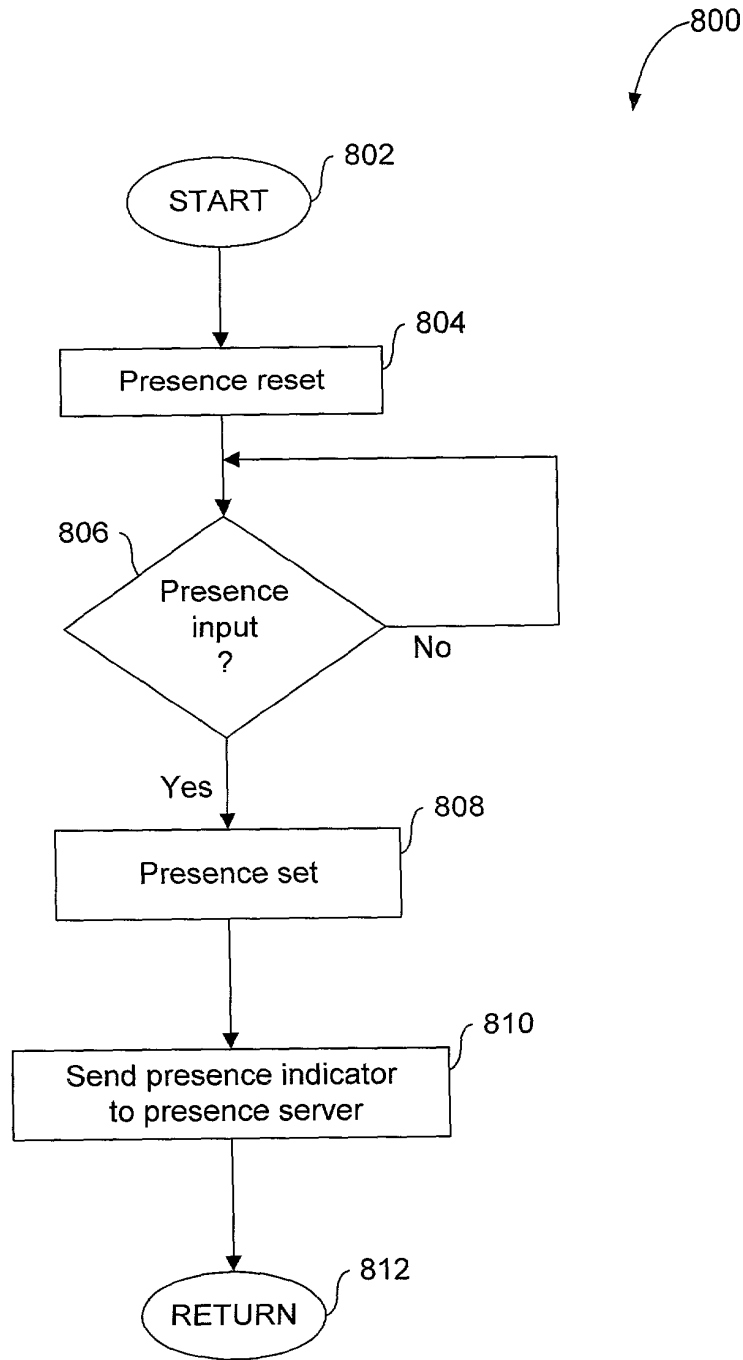 800
802
START
804
Presence reset
806
Presence
input
?
No
Yes
808
Presence set
810
Send presence indicator
to presence server
812
RETURN